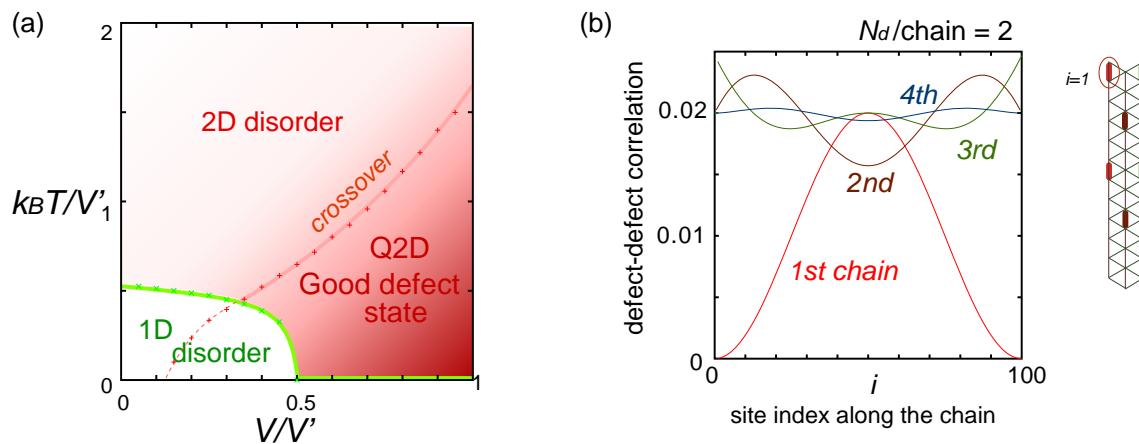 (a)
2
2D disorder
kBT/V'
1
crossover
Q2D
Good defect
state
1D
disorder
0
0
0.5
1
V/V'
(b)
Nd/chain = 2
defect-defect correlation
0.02
0.01
0
4th
3rd
2nd
1st chain
0
i
100
site index along the chain
i=1